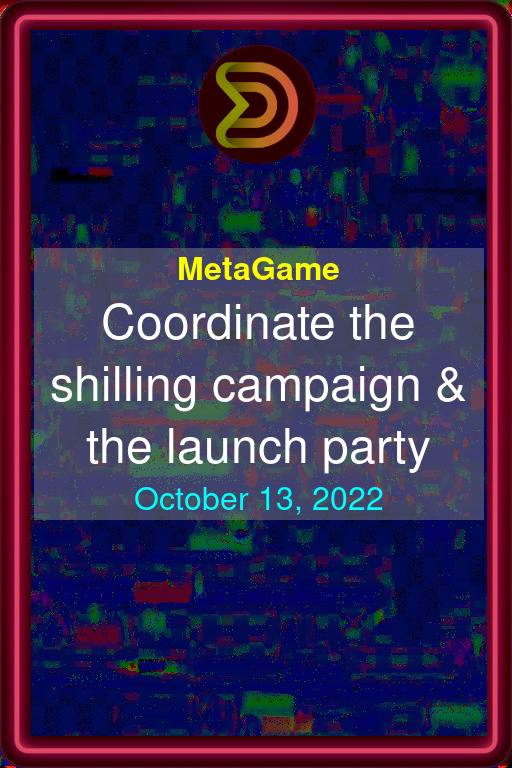 MetaGame
Coordinate the
shilling campaign &
the launch party
October 13, 2022